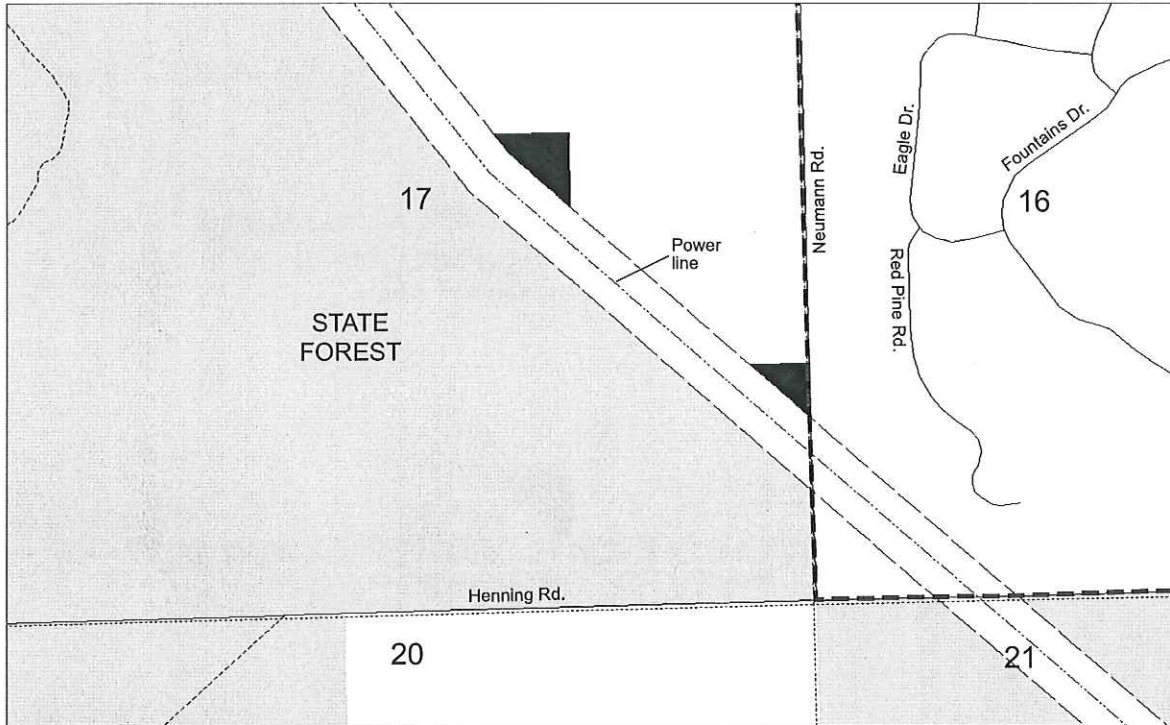 Eagle Dr.
Fountains Dr.
Neumann Rd.
17
16
Power
line
Red Pine Rd.
STATE
FOREST
Henning Rd.
20
21